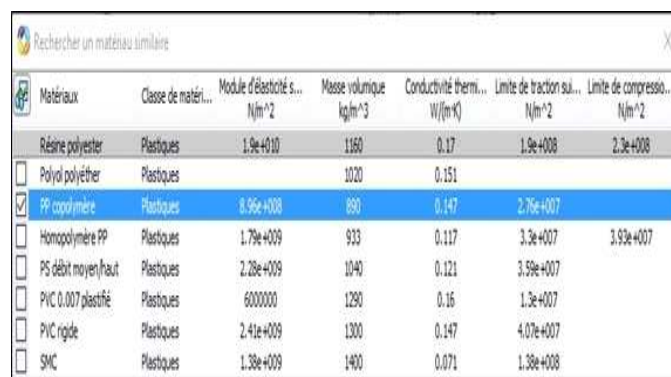 Rechercher un matériau similaire
Matériaux Classe de matéri... Module d'élasticité s... N/m^2 Masse volumique kg/m^3 Conductivité thermi... W/(m·K) Limite de traction sui... N/m^2 Limite de compressio... N/m^2
Résine polyester Plastiques 1.9e+010 1160 0.17 1.9e+008 2.3e+008
Polyol polyéther Plastiques 1020 0.151
PP copolymère Plastiques 8.96e+008 890 0.147 2.76e+007
Homopolymère PP Plastiques 1.79e+009 933 0.117 3.3e+007 3.93e+007
PS débit moyen/haut Plastiques 2.28e+009 1040 0.121 3.59e+007
PVC 0.007 plastifié Plastiques 6000000 1290 0.16 1.3e+007
PVC rigide Plastiques 2.41e+009 1300 0.147 4.07e+007
SMC Plastiques 1.38e+009 1400 0.071 1.38e+008